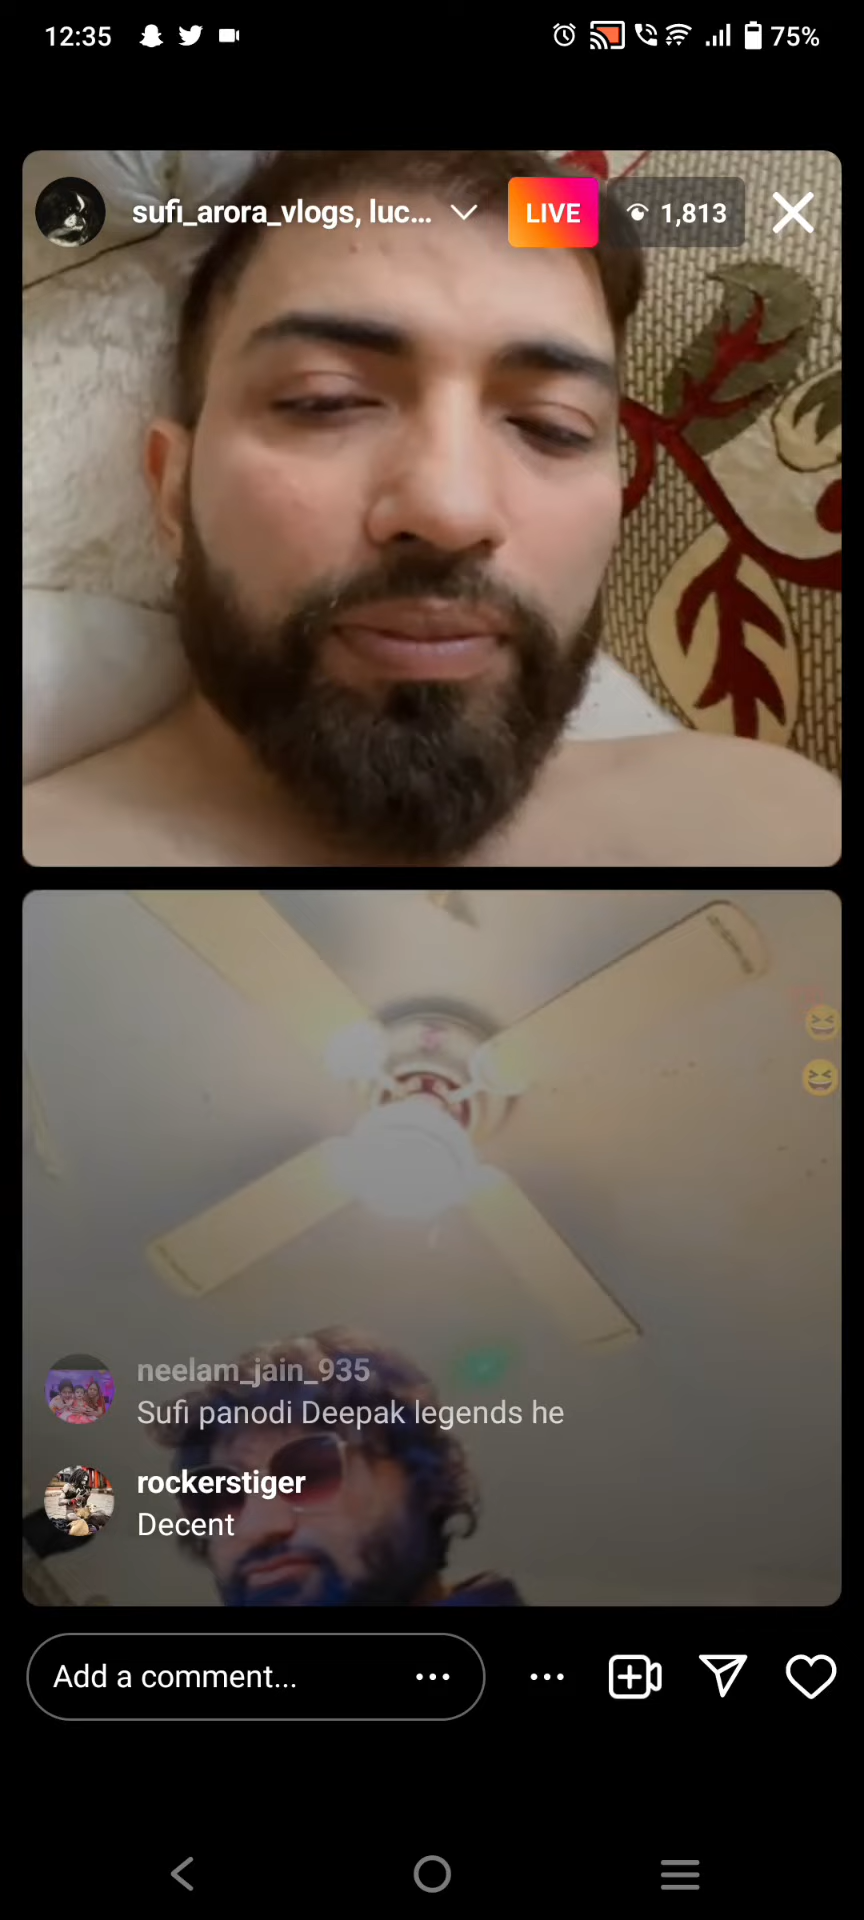 12:35
75%
sufi_arora_vlogs, luc...
LIVE
1,813
neelam_jain_935
Sufi panodi Deepak legends he
rockerstiger
Decent
Add a comment...